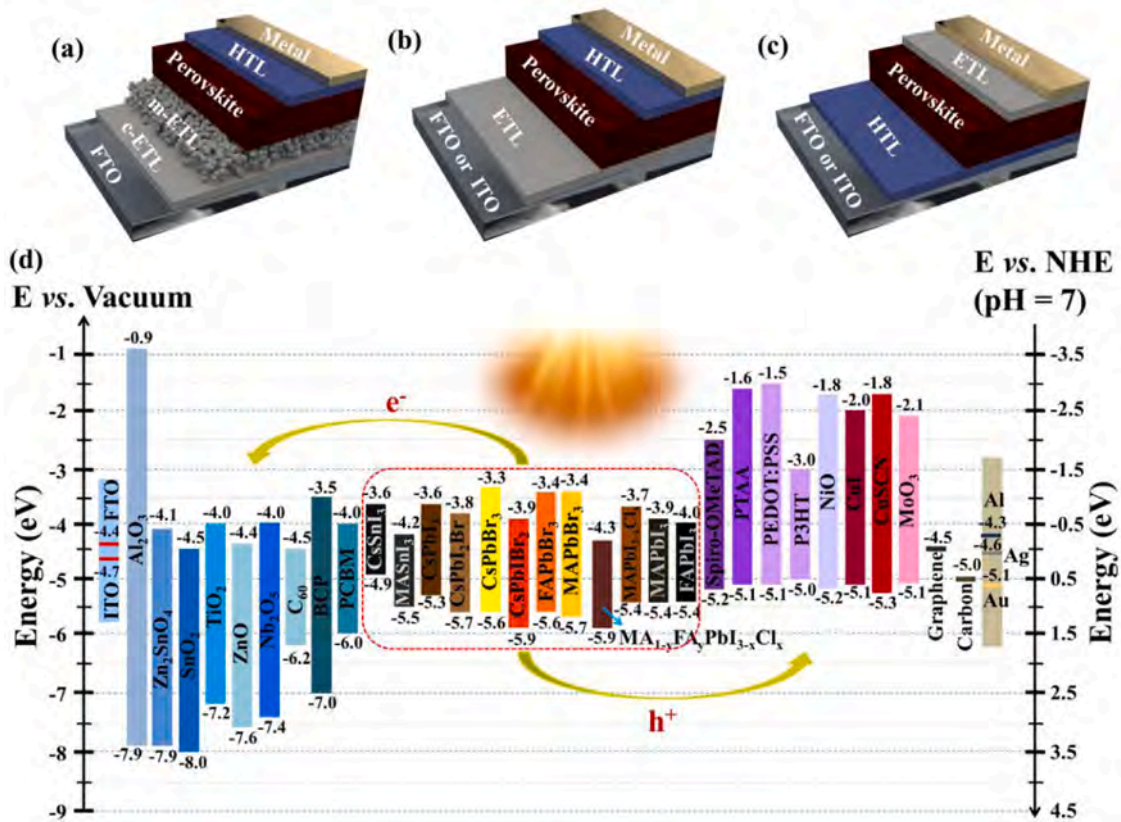 (a)
Metal
HTL
Perovskite
m-ETL
c-ETL
FTO
(b)
Metal
HTL
Perovskite
ETL
FTO or ITO
(c)
Metal
ETL
Perovskite
HTL
FTO or ITO
(d)
E vs. Vacuum
E vs. NHE
(pH = 7)
Energy (eV)
-1
-2
-3
-4
-5
-6
-7
-8
-9
FTO
-4.4
ITO
-0.9
Al₂O₃
-7.9
-4.1
Zn₂SnO₄
-7.9
-4.5
SnO₂
-8.0
-4.0
TiO₂
-7.2
-4.4
ZnO
-7.6
-4.0
Nb₂O₅
-7.4
-4.5
C₆₀
-6.2
-3.5
BCP
-7.0
-4.0
PCBM
-6.0
e⁻
-3.6
CsSnI₃
-4.9
-4.2
MASnI₃
-5.5
-3.6
CsPbI₃
-5.3
-3.8
CsPbI₂Br
-5.7
-3.3
CsPbBr₃
-5.6
-3.9
CsPbIBr₂
-5.9
-3.4
FAPbBr₃
-5.6
-3.4
MAPbBr₃
-5.7
-4.3
-5.9
MA₁₋yFAyPbI₃₋ₓClₓ
-3.7
MAPbI₃₋ₓClₓ
-5.4
-3.9
MAPbI₃
-5.4
-4.0
FAPbI₃
-5.4
h⁺
-2.5
Spiro-OMeTAD
-5.2
-1.6
PTAA
-5.1
-1.5
PEDOT:PSS
-5.1
-3.0
P3HT
-5.0
-1.8
NiO
-5.2
-2.0
CuI
-5.1
-1.8
CuSCN
-5.3
-2.1
MoO₃
-5.1
-4.5
Graphene
-5.0
Carbon
Al
-4.3
-4.6
Ag
-5.1
Au
-3.5
-2.5
-1.5
-0.5
0.5
1.5
2.5
3.5
4.5
Energy (eV)